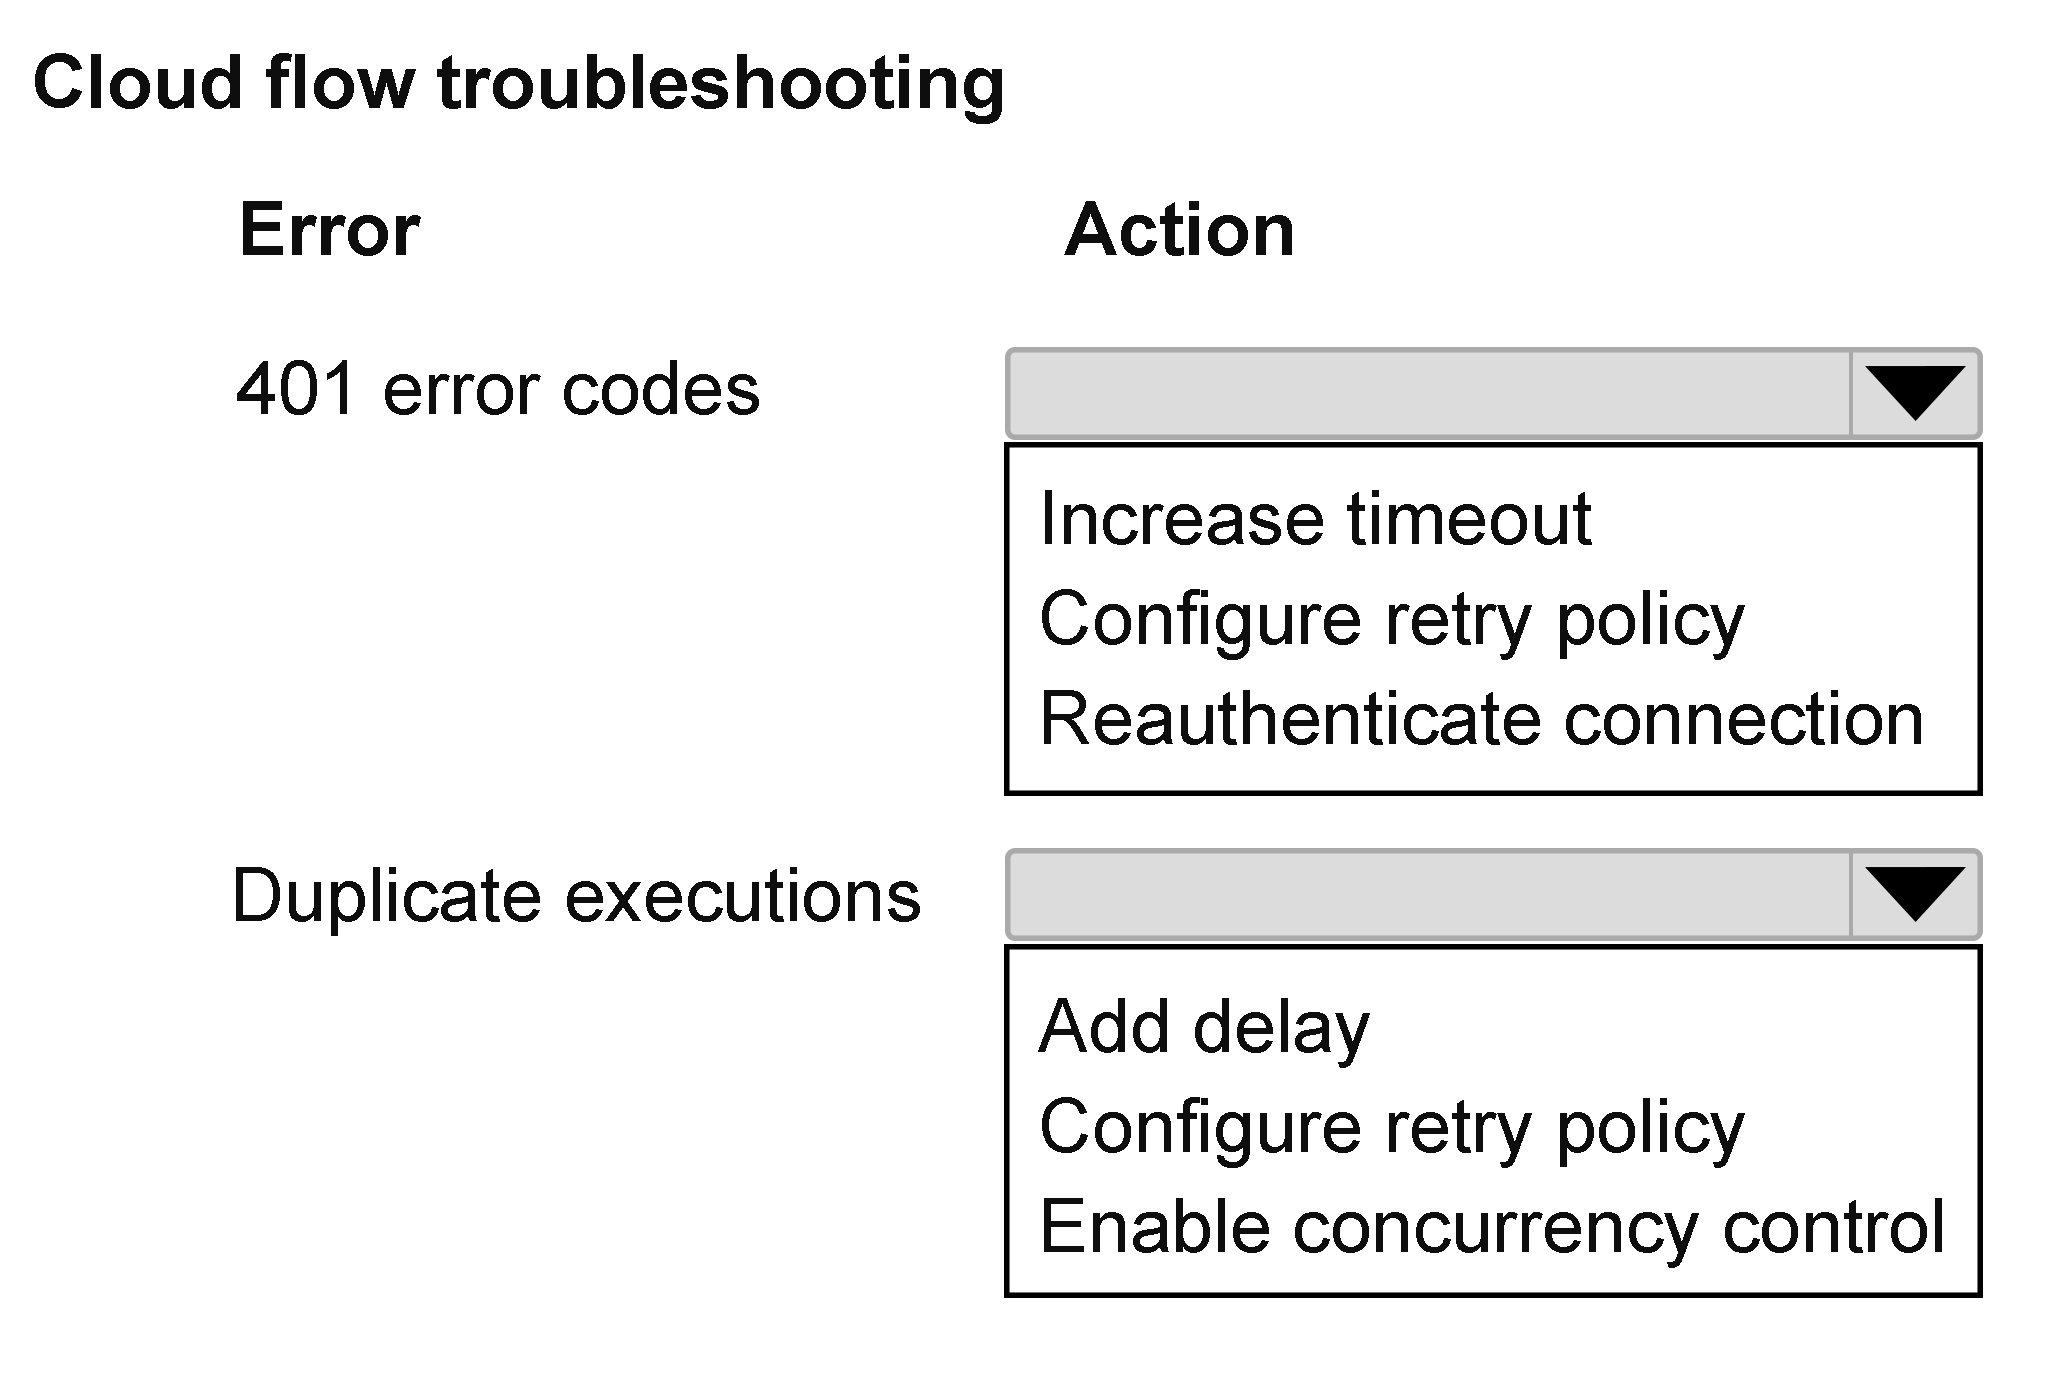 Cloud flow troubleshooting
Error Action
401 error codes
Increase timeout
Configure retry policy
Reauthenticate connection
Duplicate executions
Add delay
Configure retry policy
Enable concurrency control